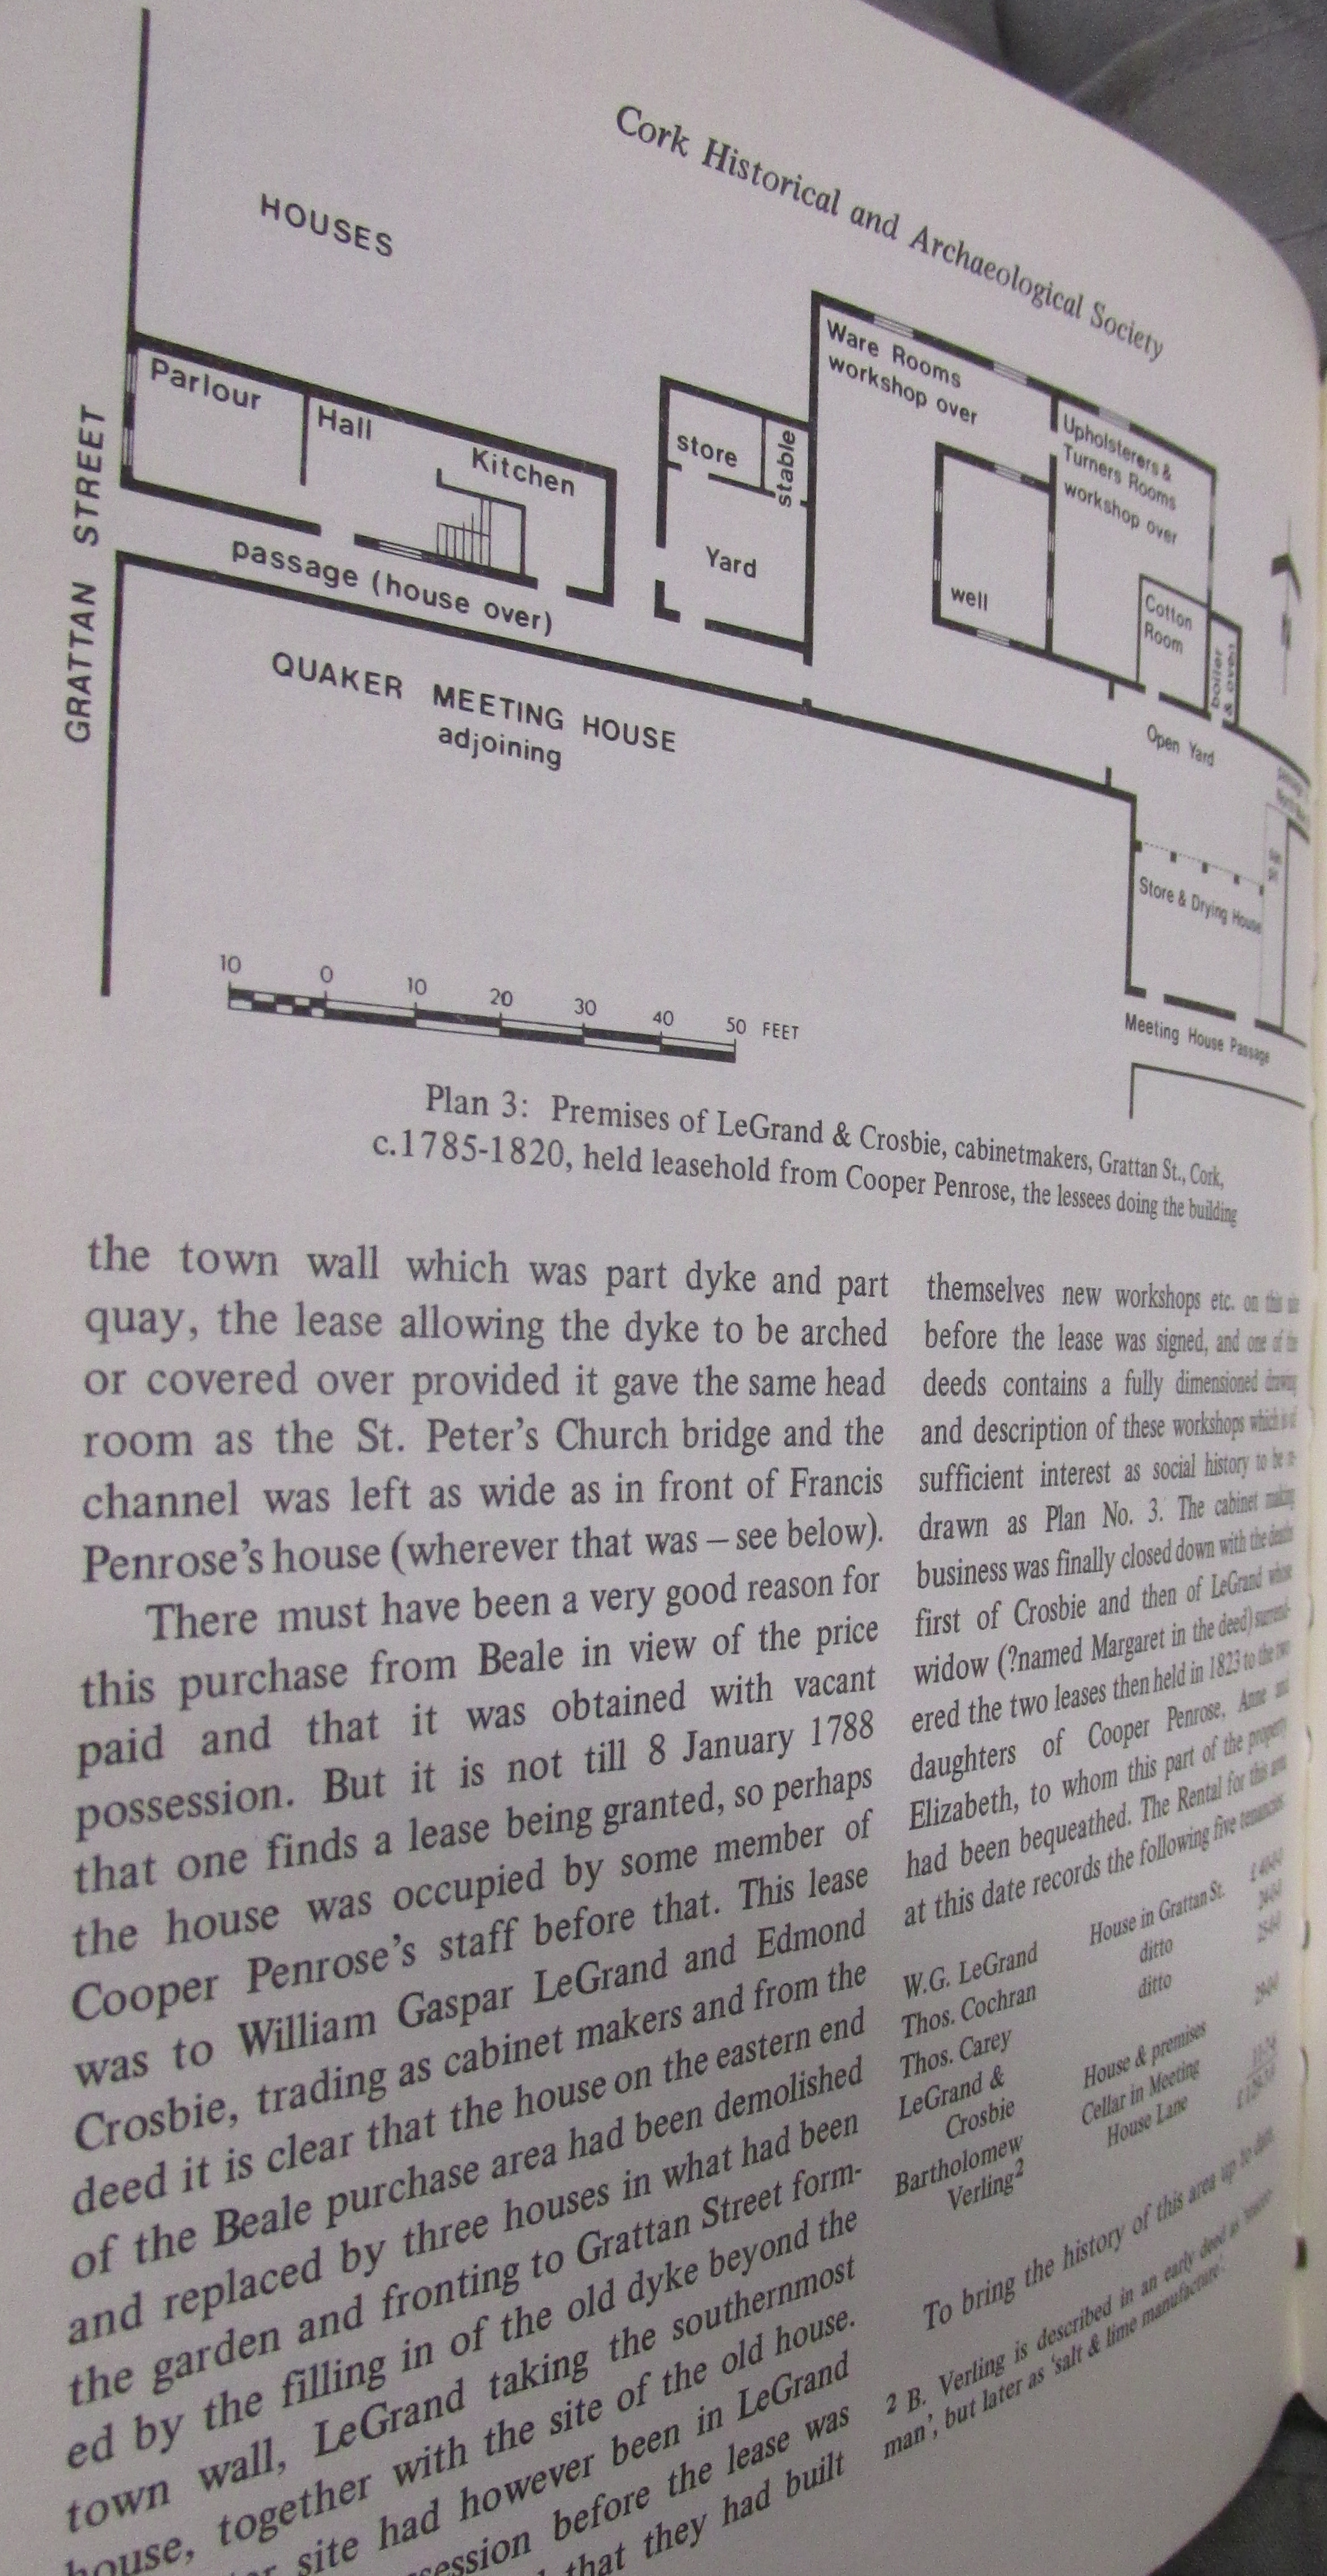 Cork Historical and Archaeological Society
HOUSES
GRATTAN STREET
Parlour
Hall
Kitchen
passage (house over)
store
stable
Yard
Ware Rooms
workshop over
well
Upholsterers &
Turners Rooms
workshop over
Cotton
Room
boiler
& oven
Open Yard
QUAKER MEETING HOUSE
adjoining
Store & Drying House
Meeting House Passage
10 0 10 20 30 40 50 FEET
Plan 3: Premises of LeGrand & Crosbie, cabinetmakers, Grattan St., Cork,
c.1785-1820, held leasehold from Cooper Penrose, the lessees doing the building
the town wall which was part dyke and part
quay, the lease allowing the dyke to be arched
or covered over provided it gave the same head
room as the St. Peter's Church bridge and the
channel was left as wide as in front of Francis
Penrose's house (wherever that was – see below).
There must have been a very good reason for
this purchase from Beale in view of the price
paid and that it was obtained with vacant
possession. But it is not till 8 January 1788
that one finds a lease being granted, so perhaps
the house was occupied by some member of
Cooper Penrose's staff before that. This lease
was to William Gaspar LeGrand and Edmond
Crosbie, trading as cabinet makers and from the
deed it is clear that the house on the eastern end
of the Beale purchase area had been demolished
and replaced by three houses in what had been
the garden and fronting to Grattan Street form-
ed by the filling in of the old dyke beyond the
town wall, LeGrand taking the southernmost
house, together with the site of the old house.
site had however been in LeGrand
before the lease was
that they had built
themselves new workshops etc. on this site
before the lease was signed, and one of the
deeds contains a fully dimensioned drawing
and description of these workshops which is of
sufficient interest as social history to be re-
drawn as Plan No. 3. The cabinet making
business was finally closed down with the deaths
first of Crosbie and then of LeGrand whose
widow (?named Margaret in the deed) surrend-
ered the two leases then held in 1823 to the two
daughters of Cooper Penrose, Anne and
Elizabeth, to whom this part of the property
had been bequeathed. The Rental for this area
at this date records the following five tenancies
W.G. LeGrand House in Grattan St.
Thos. Cochran ditto
Thos. Carey ditto
LeGrand &
Crosbie House & premises
Bartholomew Cellar in Meeting
Verling² House Lane
To bring the history of this area up to date
2 B. Verling is described in an early deed as
man', but later as 'salt & lime manufacture'.